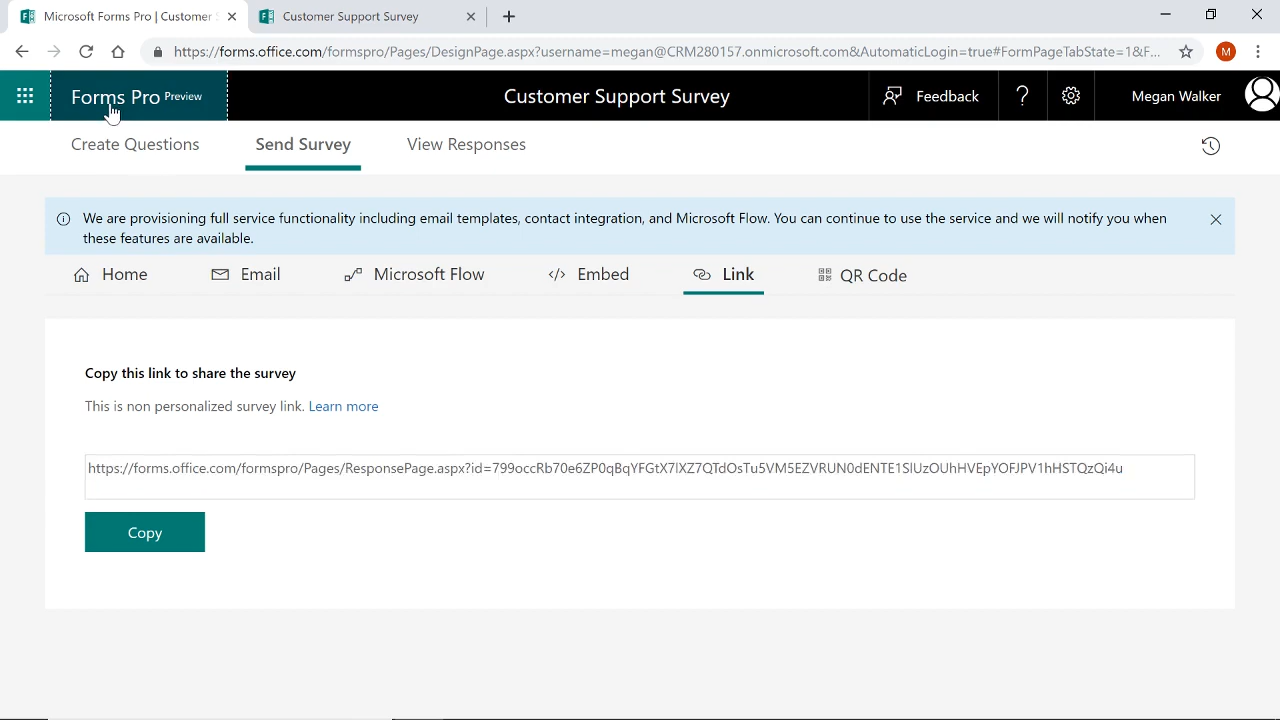 Microsoft Forms Pro | Customer S
Customer Support Survey
https://forms.office.com/formspro/Pages/DesignPage.aspx?username=megan@CRM280157.onmicrosoft.com&AutomaticLogin=true#FormPageTabState=1&F...
M
Forms Pro Preview
Customer Support Survey
Feedback
?
Megan Walker
Create Questions
Send Survey
View Responses
We are provisioning full service functionality including email templates, contact integration, and Microsoft Flow. You can continue to use the service and we will notify you when
these features are available.
Home
Email
Microsoft Flow
Embed
Link
QR Code
Copy this link to share the survey
This is non personalized survey link. Learn more
https://forms.office.com/formspro/Pages/ResponsePage.aspx?id=799occRb70e6ZP0qBqYFGtX7lXZ7QTdOsTu5VM5EZVRUN0dENTE1SlUzOUhHVEpYOFJPV1hHSTQzQi4u
Copy